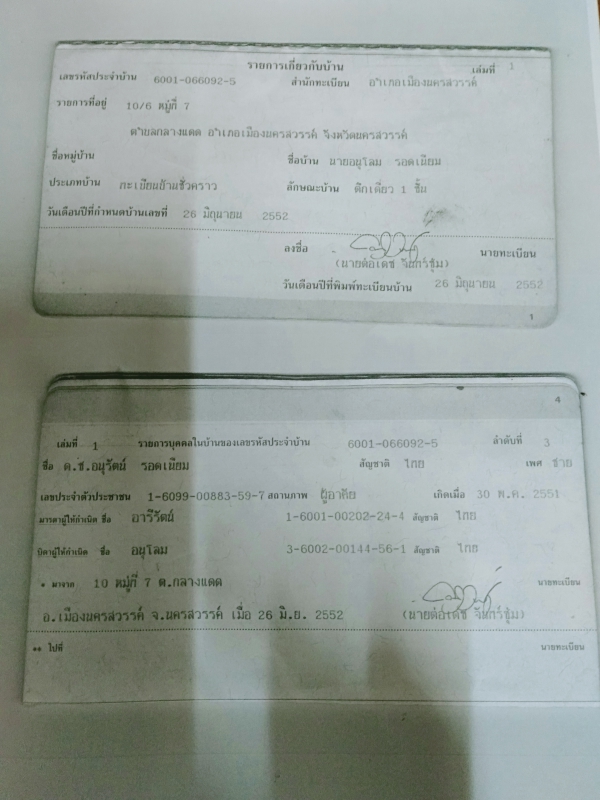 รายการเกี่ยวกับบ้าน เล่มที่ 1
เลขรหัสประจำบ้าน 6001-066092-5 สำนักทะเบียน อำเภอเมืองนครสวรรค์
รายการที่อยู่ 10/6 หมู่ที่ 7
ตำบลกลางแดด อำเภอเมืองนครสวรรค์ จังหวัดนครสวรรค์
ชื่อหมู่บ้าน ชื่อบ้าน นายอนุโลม รอดเนียม
ประเภทบ้าน ทะเบียนบ้านชั่วคราว ลักษณะบ้าน ตึกเดี่ยว 1 ชั้น
วันเดือนปีที่กำหนดบ้านเลขที่ 26 มิถุนายน 2552
ลงชื่อ นายทะเบียน
(นายต่อเดช จันทร์ชุ่ม)
วันเดือนปีที่พิมพ์ทะเบียนบ้าน 26 มิถุนายน 2552
1
4
เล่มที่ 1 รายการบุคคลในบ้านของเลขรหัสประจำบ้าน 6001-066092-5 ลำดับที่ 3
ชื่อ ด.ช.อนุรัตน์ รอดเนียม สัญชาติ ไทย เพศ ชาย
เลขประจำตัวประชาชน 1-6099-00883-59-7 สถานภาพ ผู้อาศัย เกิดเมื่อ 30 พ.ค. 2551
มารดาผู้ให้กำเนิด ชื่อ อารีรัตน์ 1-6001-00202-24-4 สัญชาติ ไทย
บิดาผู้ให้กำเนิด ชื่อ อนุโลม 3-6002-00144-56-1 สัญชาติ ไทย
* มาจาก 10 หมู่ที่ 7 ต.กลางแดด นายทะเบียน
อ.เมืองนครสวรรค์ จ.นครสวรรค์ เมื่อ 26 มิ.ย. 2552 (นายต่อเดช จันทร์ชุ่ม)
** ไปที่ นายทะเบียน